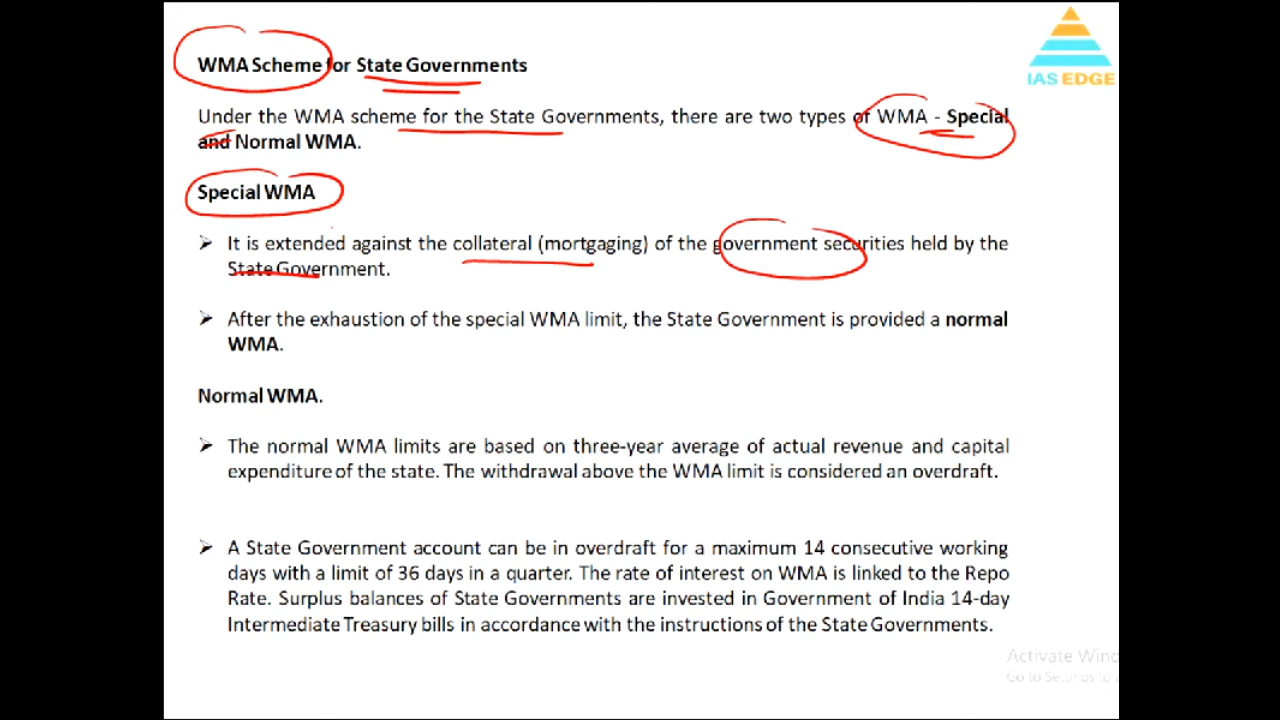 WMA Scheme for State Governments
IAS EDGE
Under the WMA scheme for the State Governments, there are two types of WMA - Special
and Normal WMA.
Special WMA
➢ It is extended against the collateral (mortgaging) of the government securities held by the
State Government.
➢ After the exhaustion of the special WMA limit, the State Government is provided a normal
WMA.
Normal WMA.
➢ The normal WMA limits are based on three-year average of actual revenue and capital
expenditure of the state. The withdrawal above the WMA limit is considered an overdraft.
➢ A State Government account can be in overdraft for a maximum 14 consecutive working
days with a limit of 36 days in a quarter. The rate of interest on WMA is linked to the Repo
Rate. Surplus balances of State Governments are invested in Government of India 14-day
Intermediate Treasury bills in accordance with the instructions of the State Governments.
Activate Wind
Go to Settings to a